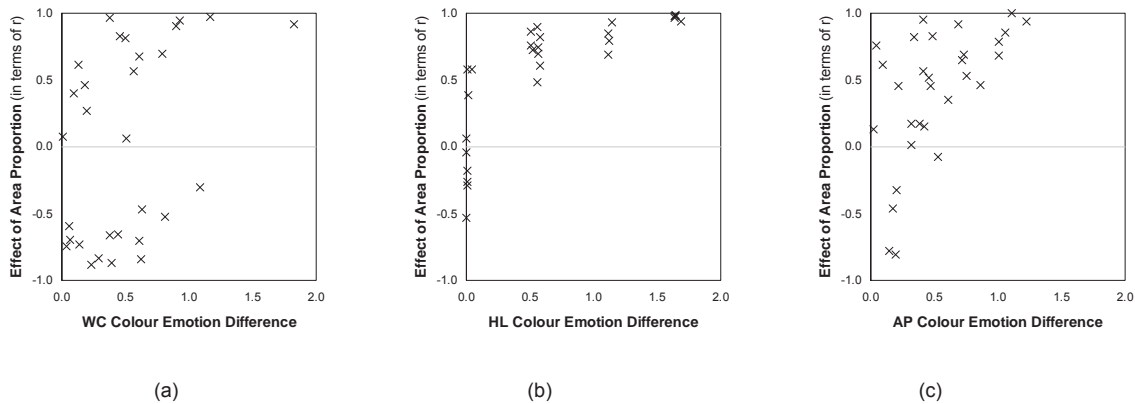 Effect of Area Proportion (in terms of r)
1.0
0.5
0.0
-0.5
-1.0
0.0 0.5 1.0 1.5 2.0
WC Colour Emotion Difference
(a)
Effect of Area Proportion (in terms of r)
1.0
0.5
0.0
-0.5
-1.0
0.0 0.5 1.0 1.5 2.0
HL Colour Emotion Difference
(b)
Effect of Area Proportion (in terms of r)
1.0
0.5
0.0
-0.5
-1.0
0.0 0.5 1.0 1.5 2.0
AP Colour Emotion Difference
(c)